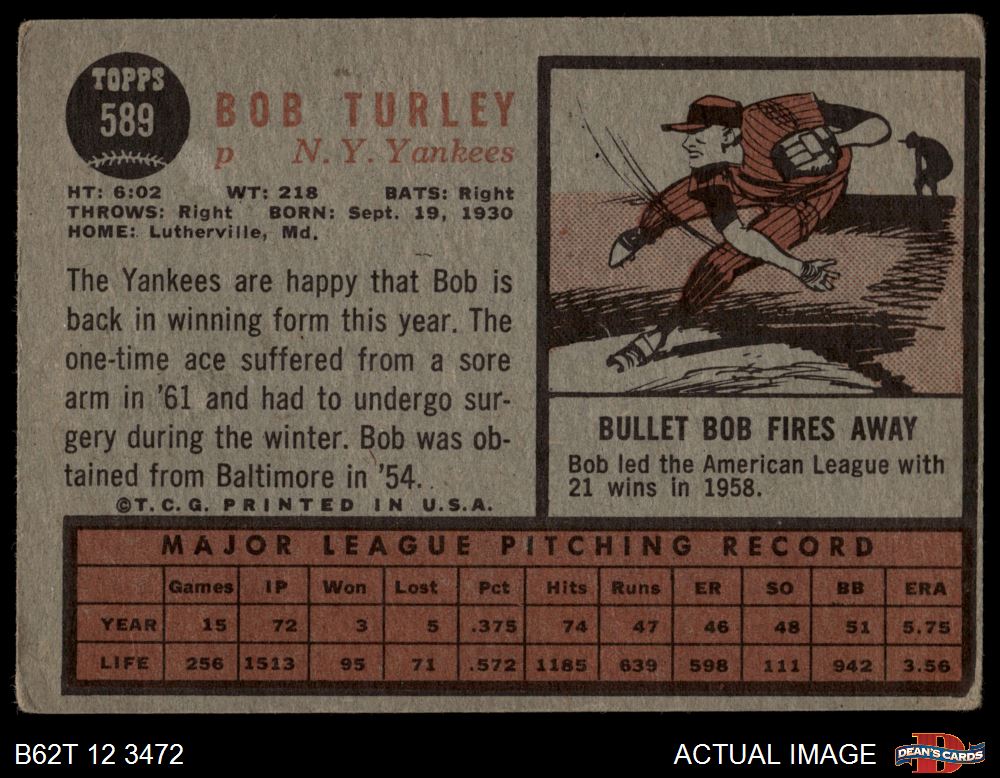 TOPPS
589
BOB TURLEY
p N. Y. Yankees
HT: 6:02 WT: 218 BATS: Right
THROWS: Right BORN: Sept. 19, 1930
HOME: Lutherville, Md.
The Yankees are happy that Bob is
back in winning form this year. The
one-time ace suffered from a sore
arm in '61 and had to undergo sur-
gery during the winter. Bob was ob-
tained from Baltimore in '54.
©T. C. G. PRINTED IN U.S.A.
BULLET BOB FIRES AWAY
Bob led the American League with
21 wins in 1958.
MAJOR LEAGUE PITCHING RECORD
Games IP Won Lost Pct Hits Runs ER SO BB ERA
YEAR 15 72 3 5 .375 74 47 46 48 51 5.75
LIFE 256 1513 95 71 .572 1185 639 598 111 942 3.56
B62T 12 3472
ACTUAL IMAGE
DEAN'S CARDS